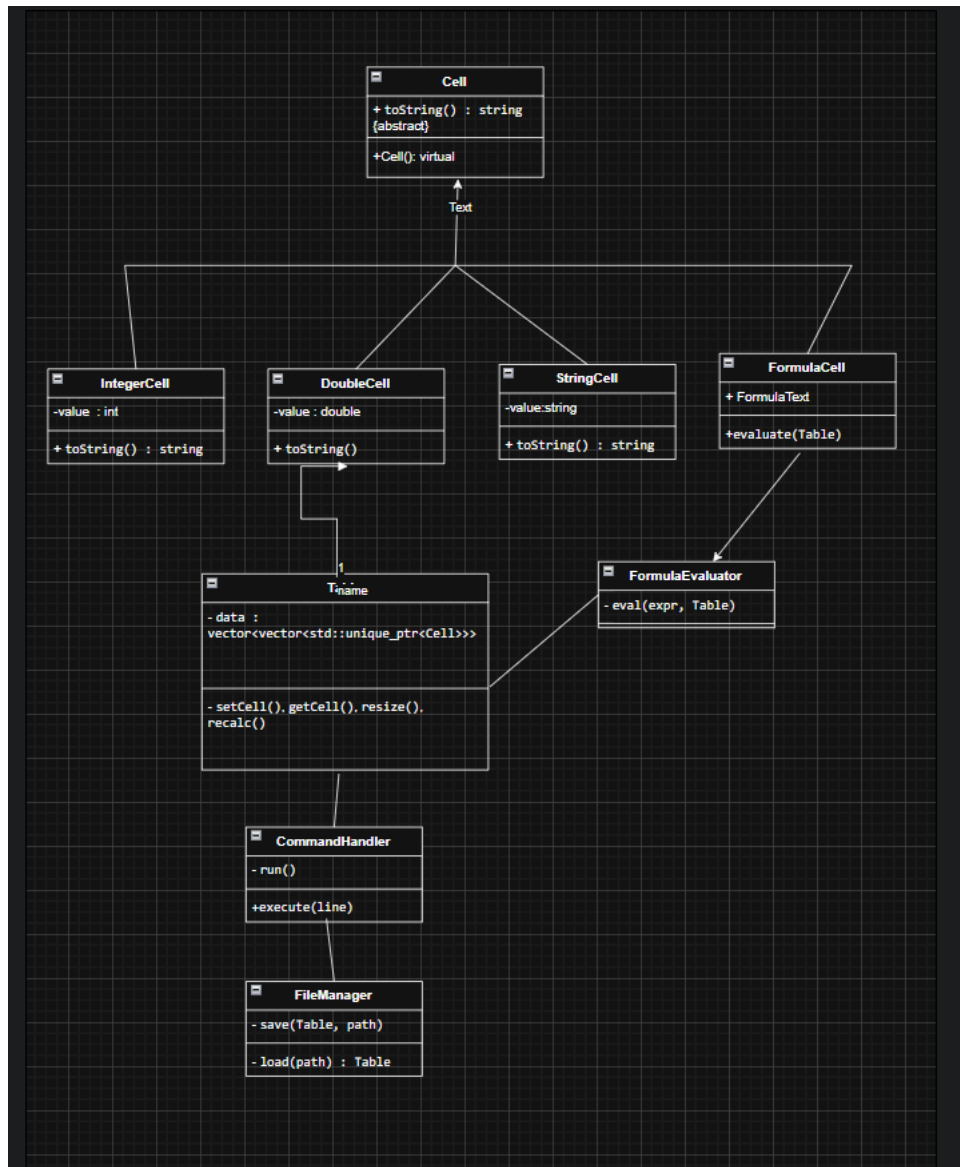 Cell
+ toString() : string
{abstract}
+Cell(): virtual
Text
IntegerCell
-value : int
+ toString() : string
DoubleCell
-value : double
+ toString()
StringCell
-value:string
+ toString() : string
FormulaCell
+ FormulaText
+evaluate(Table)
1
name
- data :
vector<vector<std::unique_ptr<Cell>>>
- setCell(), getCell(), resize(),
recalc()
FormulaEvaluator
- eval(expr, Table)
CommandHandler
- run()
+execute(line)
FileManager
- save(Table, path)
- load(path) : Table